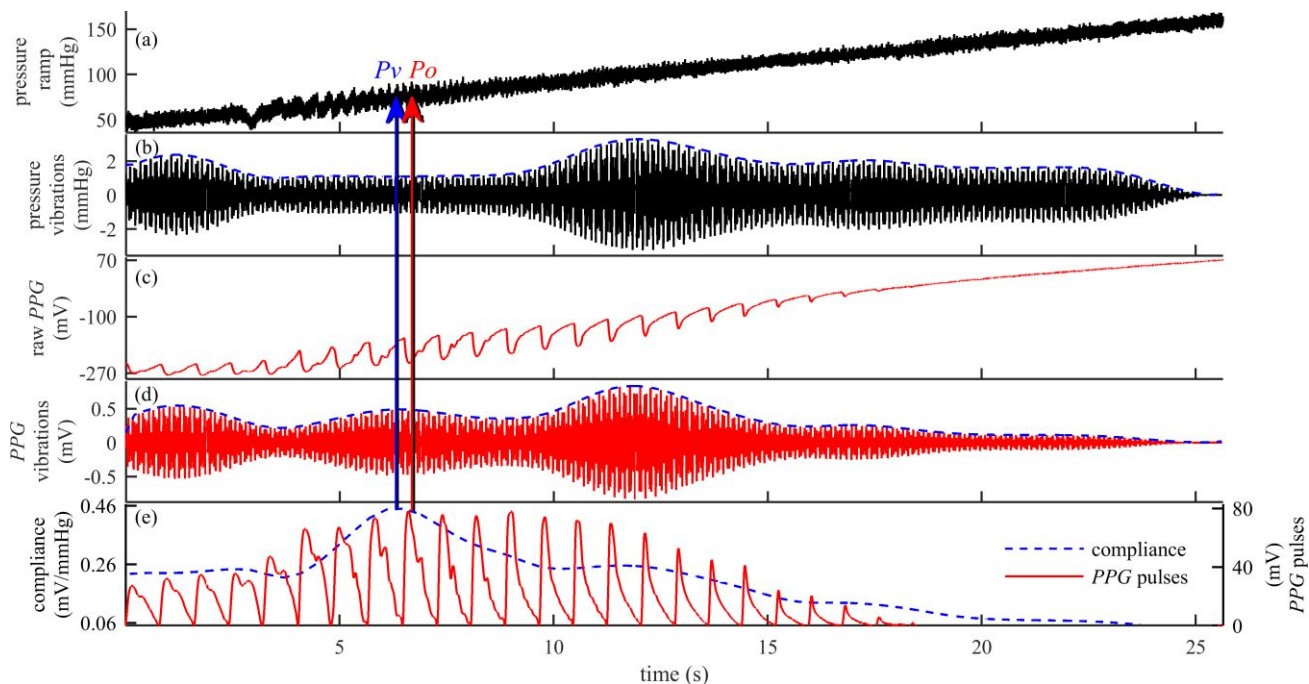 (a)
pressure
ramp
(mmHg)
150
100
50
Pv Po
(b)
pressure
vibrations
(mmHg)
2
0
-2
(c)
raw PPG
(mV)
70
-100
-270
(d)
PPG
vibrations
(mV)
0.5
0
-0.5
(e)
compliance
(mV/mmHg)
0.46
0.26
0.06
compliance
PPG pulses
80
40
0
(mV)
PPG pulses
5 10 15 20 25
time (s)